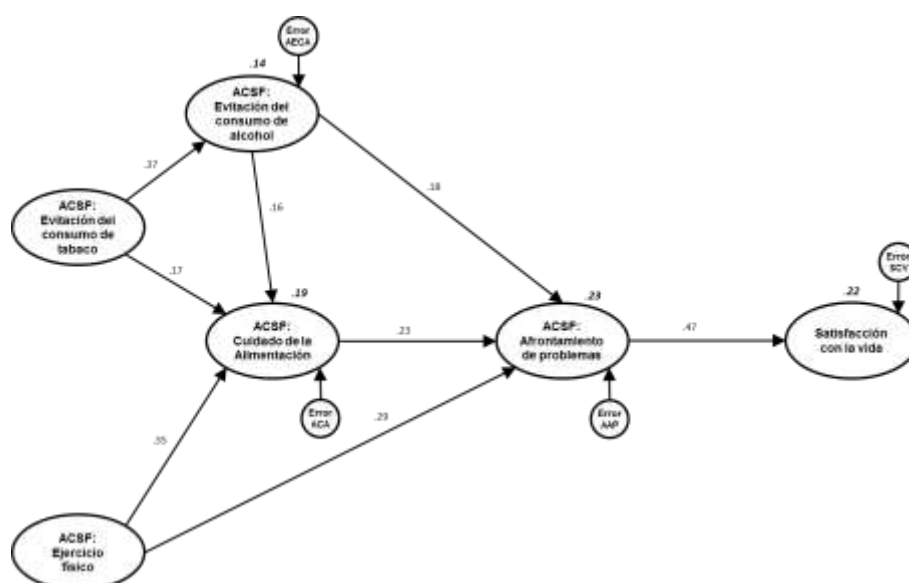 Error
AECA
.14
ACSF:
Evitación del
consumo de
alcohol
.37
.16
.18
ACSF:
Evitación del
consumo de
tabaco
.17
Error
SCV
.19
.23
.22
ACSF:
Cuidado de la
Alimentación
.23
ACSF:
Afrontamiento
de problemas
.47
Satisfacción
con la vida
Error
ACA
Error
AAP
.35
.29
ACSF:
Ejercicio
físico